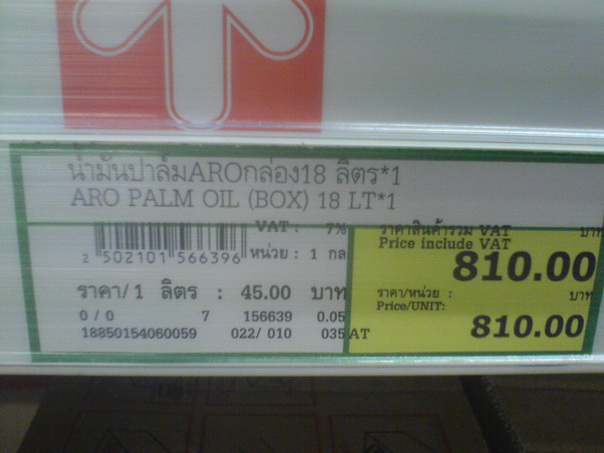 น้ำมันปาล์มAROกล่อง18 ลิตร*1
ARO PALM OIL (BOX) 18 LT*1
VAT : 7%
2 502101 566396
หน่วย : 1 กล
ราคา/ 1 ลิตร : 45.00 บาท
0 / 0 7 156639 0.05
18850154060059 022/ 010 035 AT
ราคาสินค้ารวม VAT บาท
Price include VAT
810.00
ราคา/หน่วย : บาท
Price/UNIT:
810.00